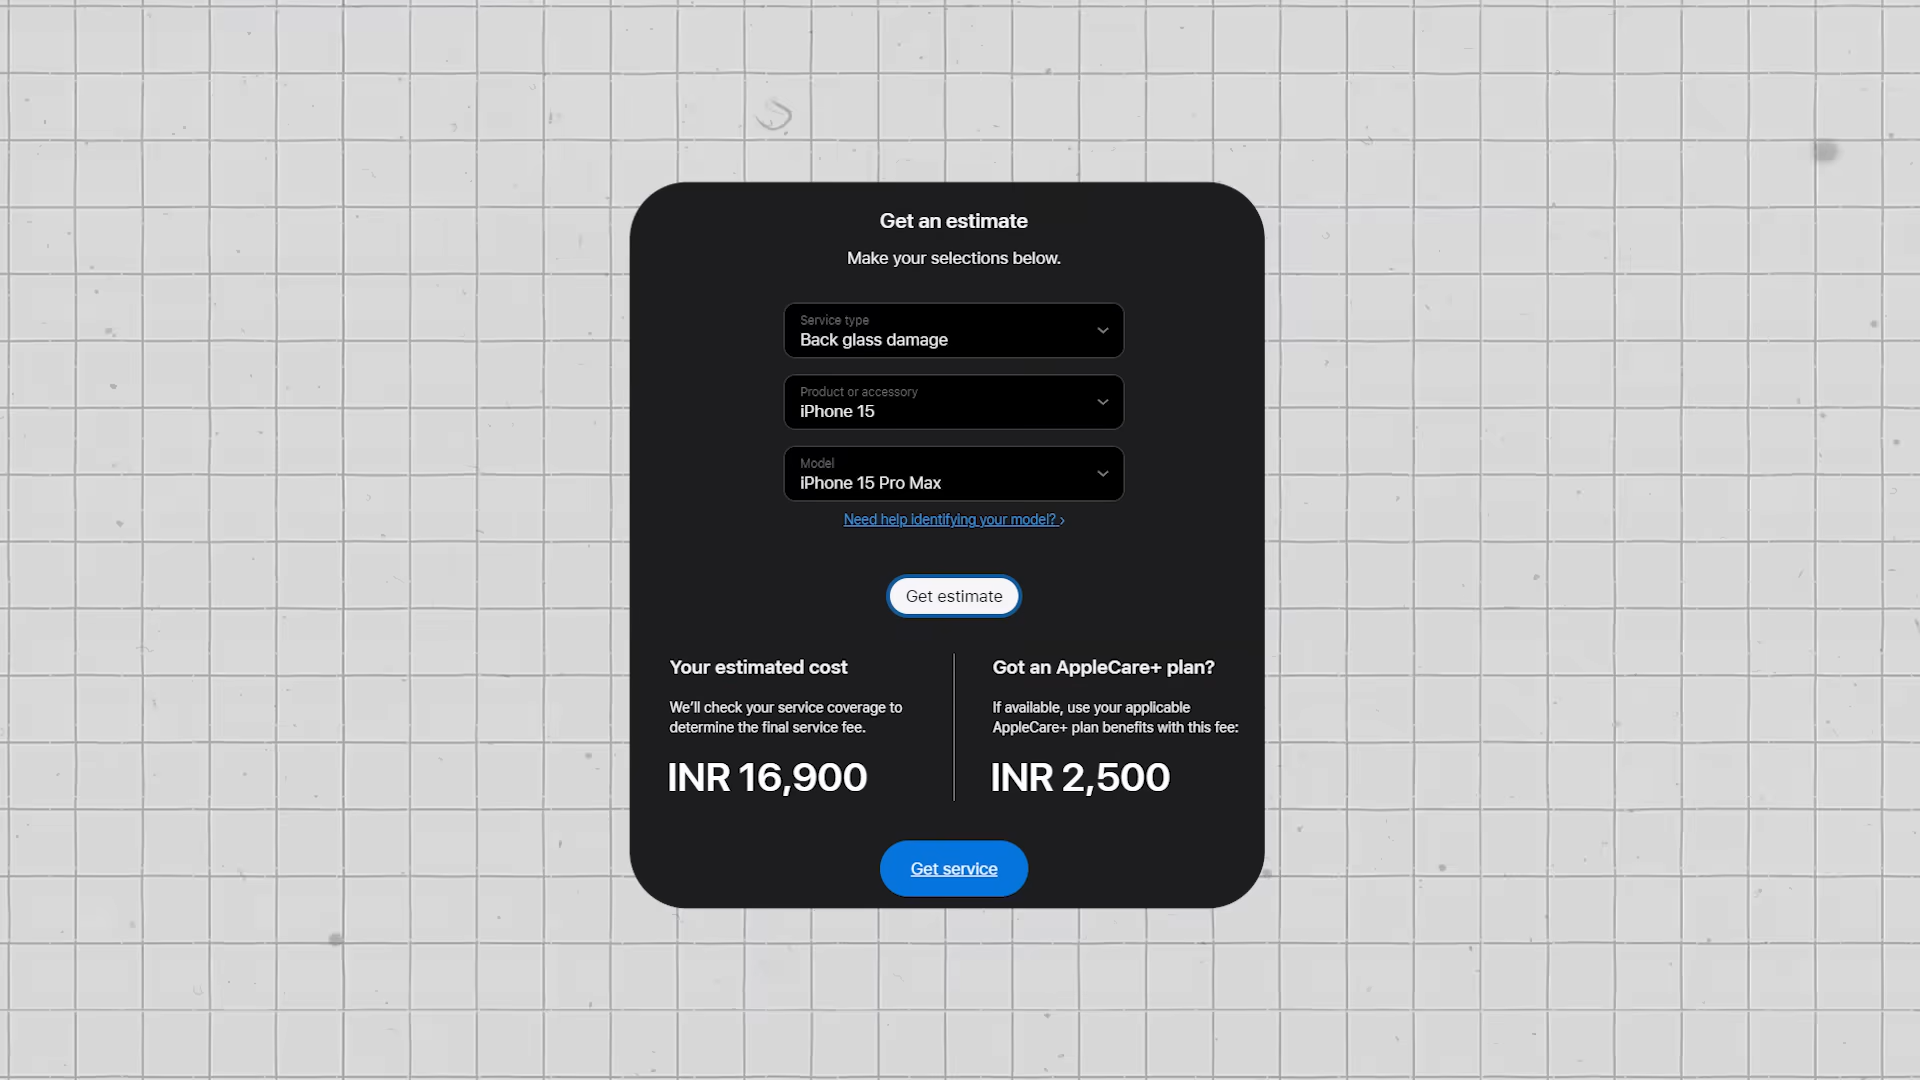 Get an estimate
Make your selections below.
Service type
Back glass damage
Product or accessory
iPhone 15
Model
iPhone 15 Pro Max
Need help identifying your model? ›
Get estimate
Your estimated cost
We’ll check your service coverage to
determine the final service fee.
INR 16,900
Got an AppleCare+ plan?
If available, use your applicable
AppleCare+ plan benefits with this fee:
INR 2,500
Get service